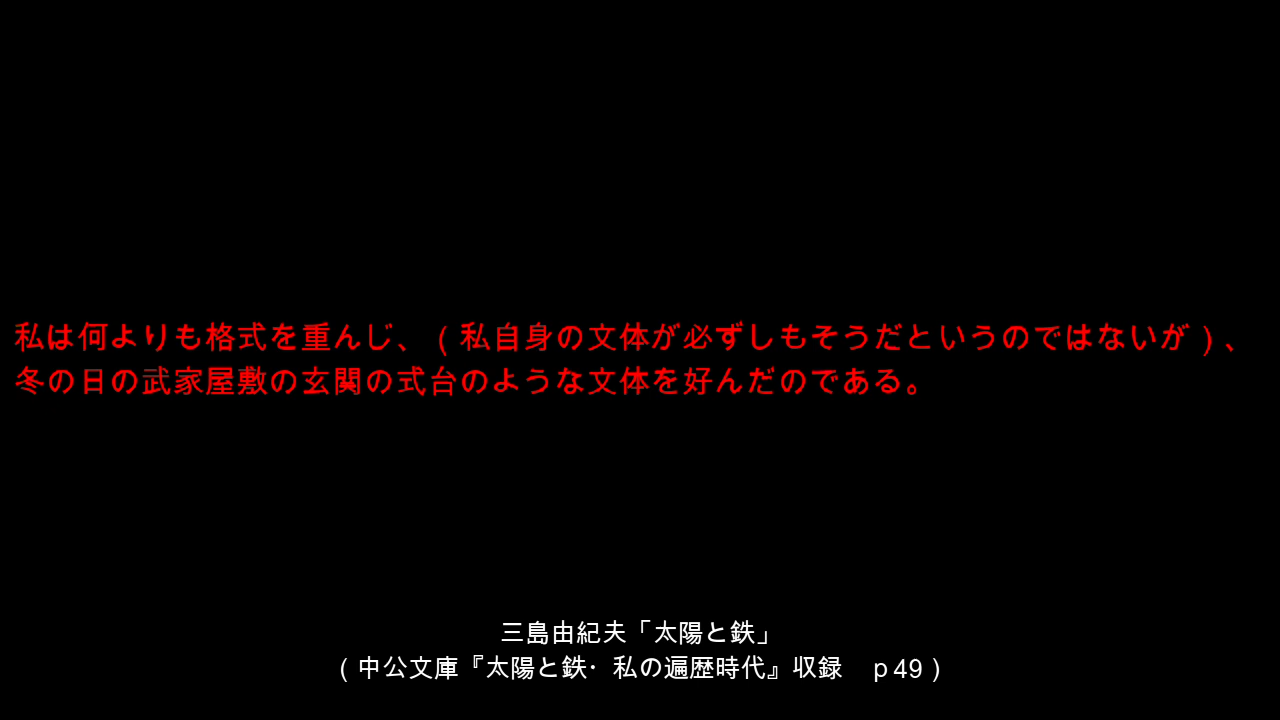 私は何よりも格式を重んじ、（私自身の文体が必ずしもそうだというのではないが）、
冬の日の武家屋敷の玄関の式台のような文体を好んだのである。
三島由紀夫「太陽と鉄」
（中公文庫『太陽と鉄・私の遍歴時代』収録　ｐ49）